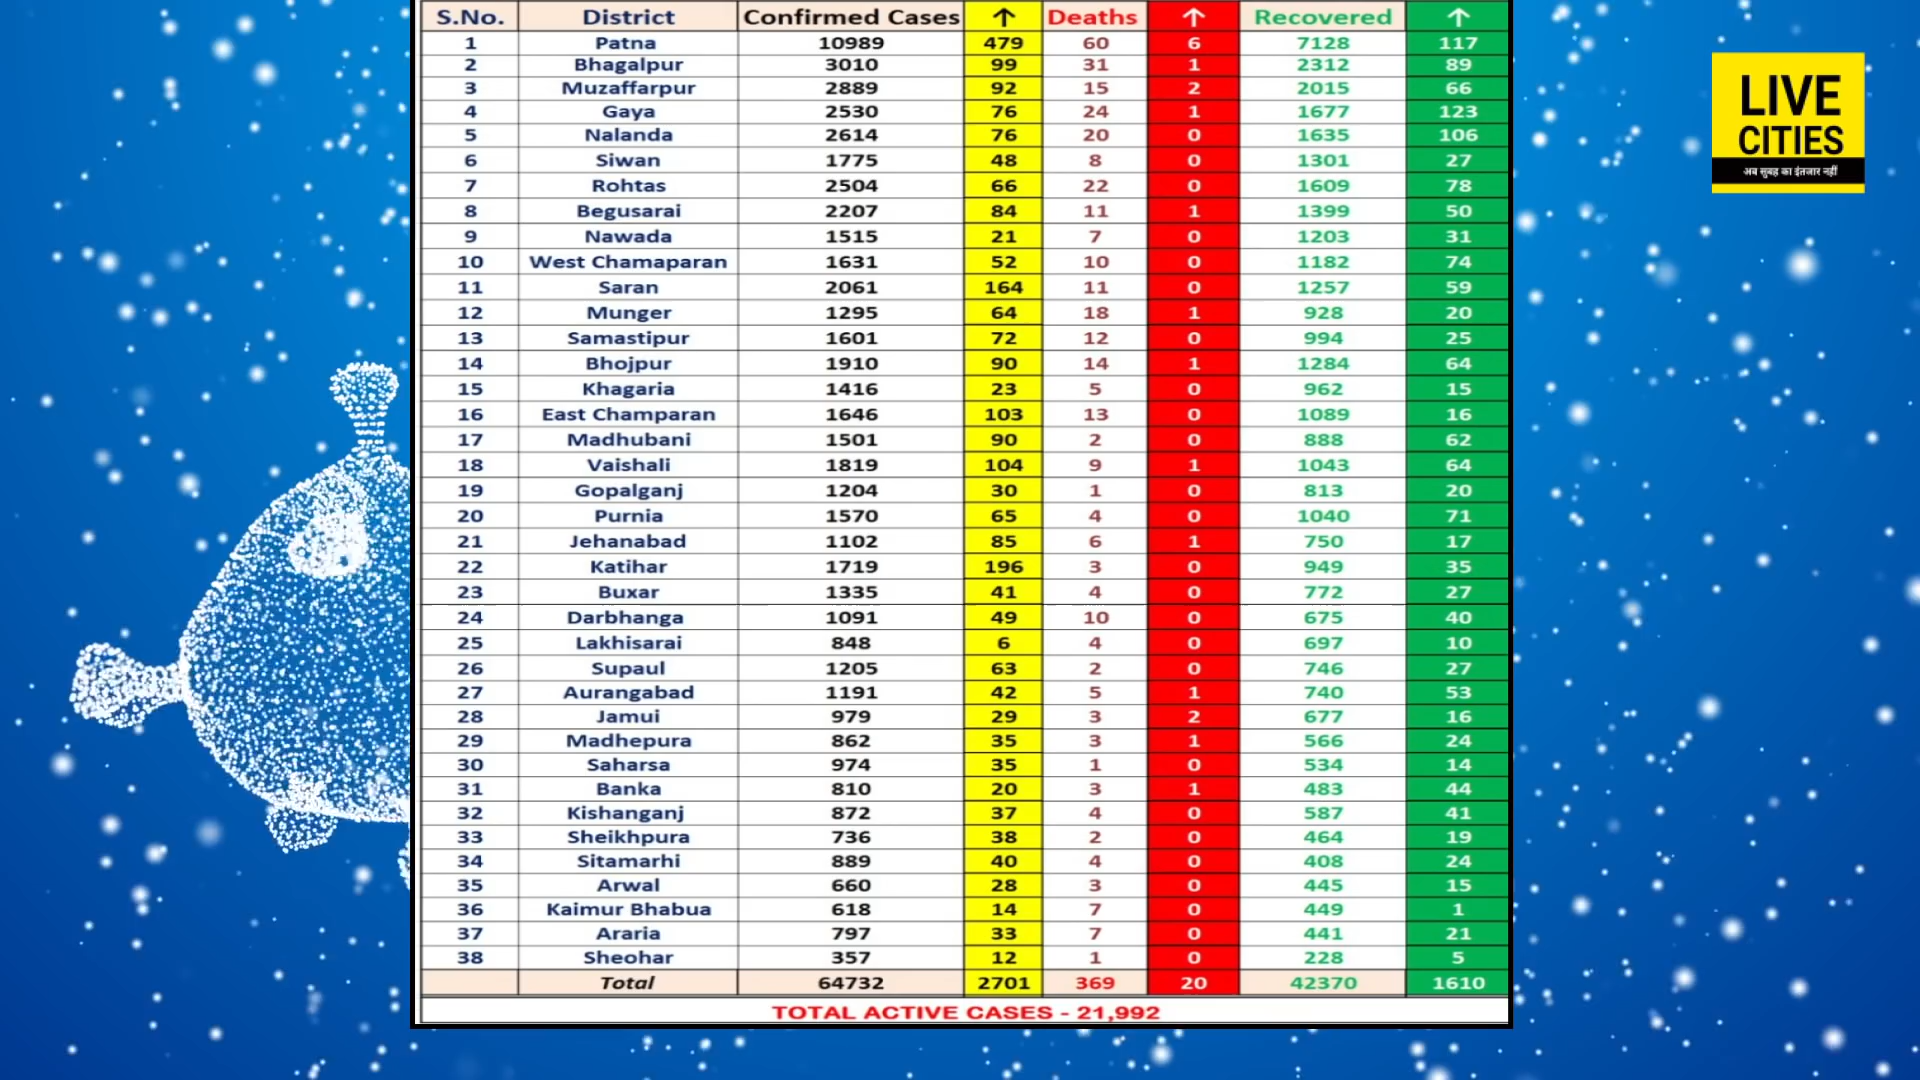 S.No. District Confirmed Cases ↑ Deaths ↑ Recovered ↑
1 Patna 10989 479 60 6 7128 117
2 Bhagalpur 3010 99 31 1 2312 89
3 Muzaffarpur 2889 92 15 2 2015 66
4 Gaya 2530 76 24 1 1677 123
5 Nalanda 2614 76 20 0 1635 106
6 Siwan 1775 48 8 0 1301 27
7 Rohtas 2504 66 22 0 1609 78
8 Begusarai 2207 84 11 1 1399 50
9 Nawada 1515 21 7 0 1203 31
10 West Chamaparan 1631 52 10 0 1182 74
11 Saran 2061 164 11 0 1257 59
12 Munger 1295 64 18 1 928 20
13 Samastipur 1601 72 12 0 994 25
14 Bhojpur 1910 90 14 1 1284 64
15 Khagaria 1416 23 5 0 962 15
16 East Champaran 1646 103 13 0 1089 16
17 Madhubani 1501 90 2 0 888 62
18 Vaishali 1819 104 9 1 1043 64
19 Gopalganj 1204 30 1 0 813 20
20 Purnia 1570 65 4 0 1040 71
21 Jehanabad 1102 85 6 1 750 17
22 Katihar 1719 196 3 0 949 35
23 Buxar 1335 41 4 0 772 27
24 Darbhanga 1091 49 10 0 675 40
25 Lakhisarai 848 6 4 0 697 10
26 Supaul 1205 63 2 0 746 27
27 Aurangabad 1191 42 5 1 740 53
28 Jamui 979 29 3 2 677 16
29 Madhepura 862 35 3 1 566 24
30 Saharsa 974 35 1 0 534 14
31 Banka 810 20 3 1 483 44
32 Kishanganj 872 37 4 0 587 41
33 Sheikhpura 736 38 2 0 464 19
34 Sitamarhi 889 40 4 0 408 24
35 Arwal 660 28 3 0 445 15
36 Kaimur Bhabua 618 14 7 0 449 1
37 Araria 797 33 7 0 441 21
38 Sheohar 357 12 1 0 228 5
Total 64732 2701 369 20 42370 1610
TOTAL ACTIVE CASES - 21,992
LIVE
CITIES
अब सुबह का इंतजार नहीं